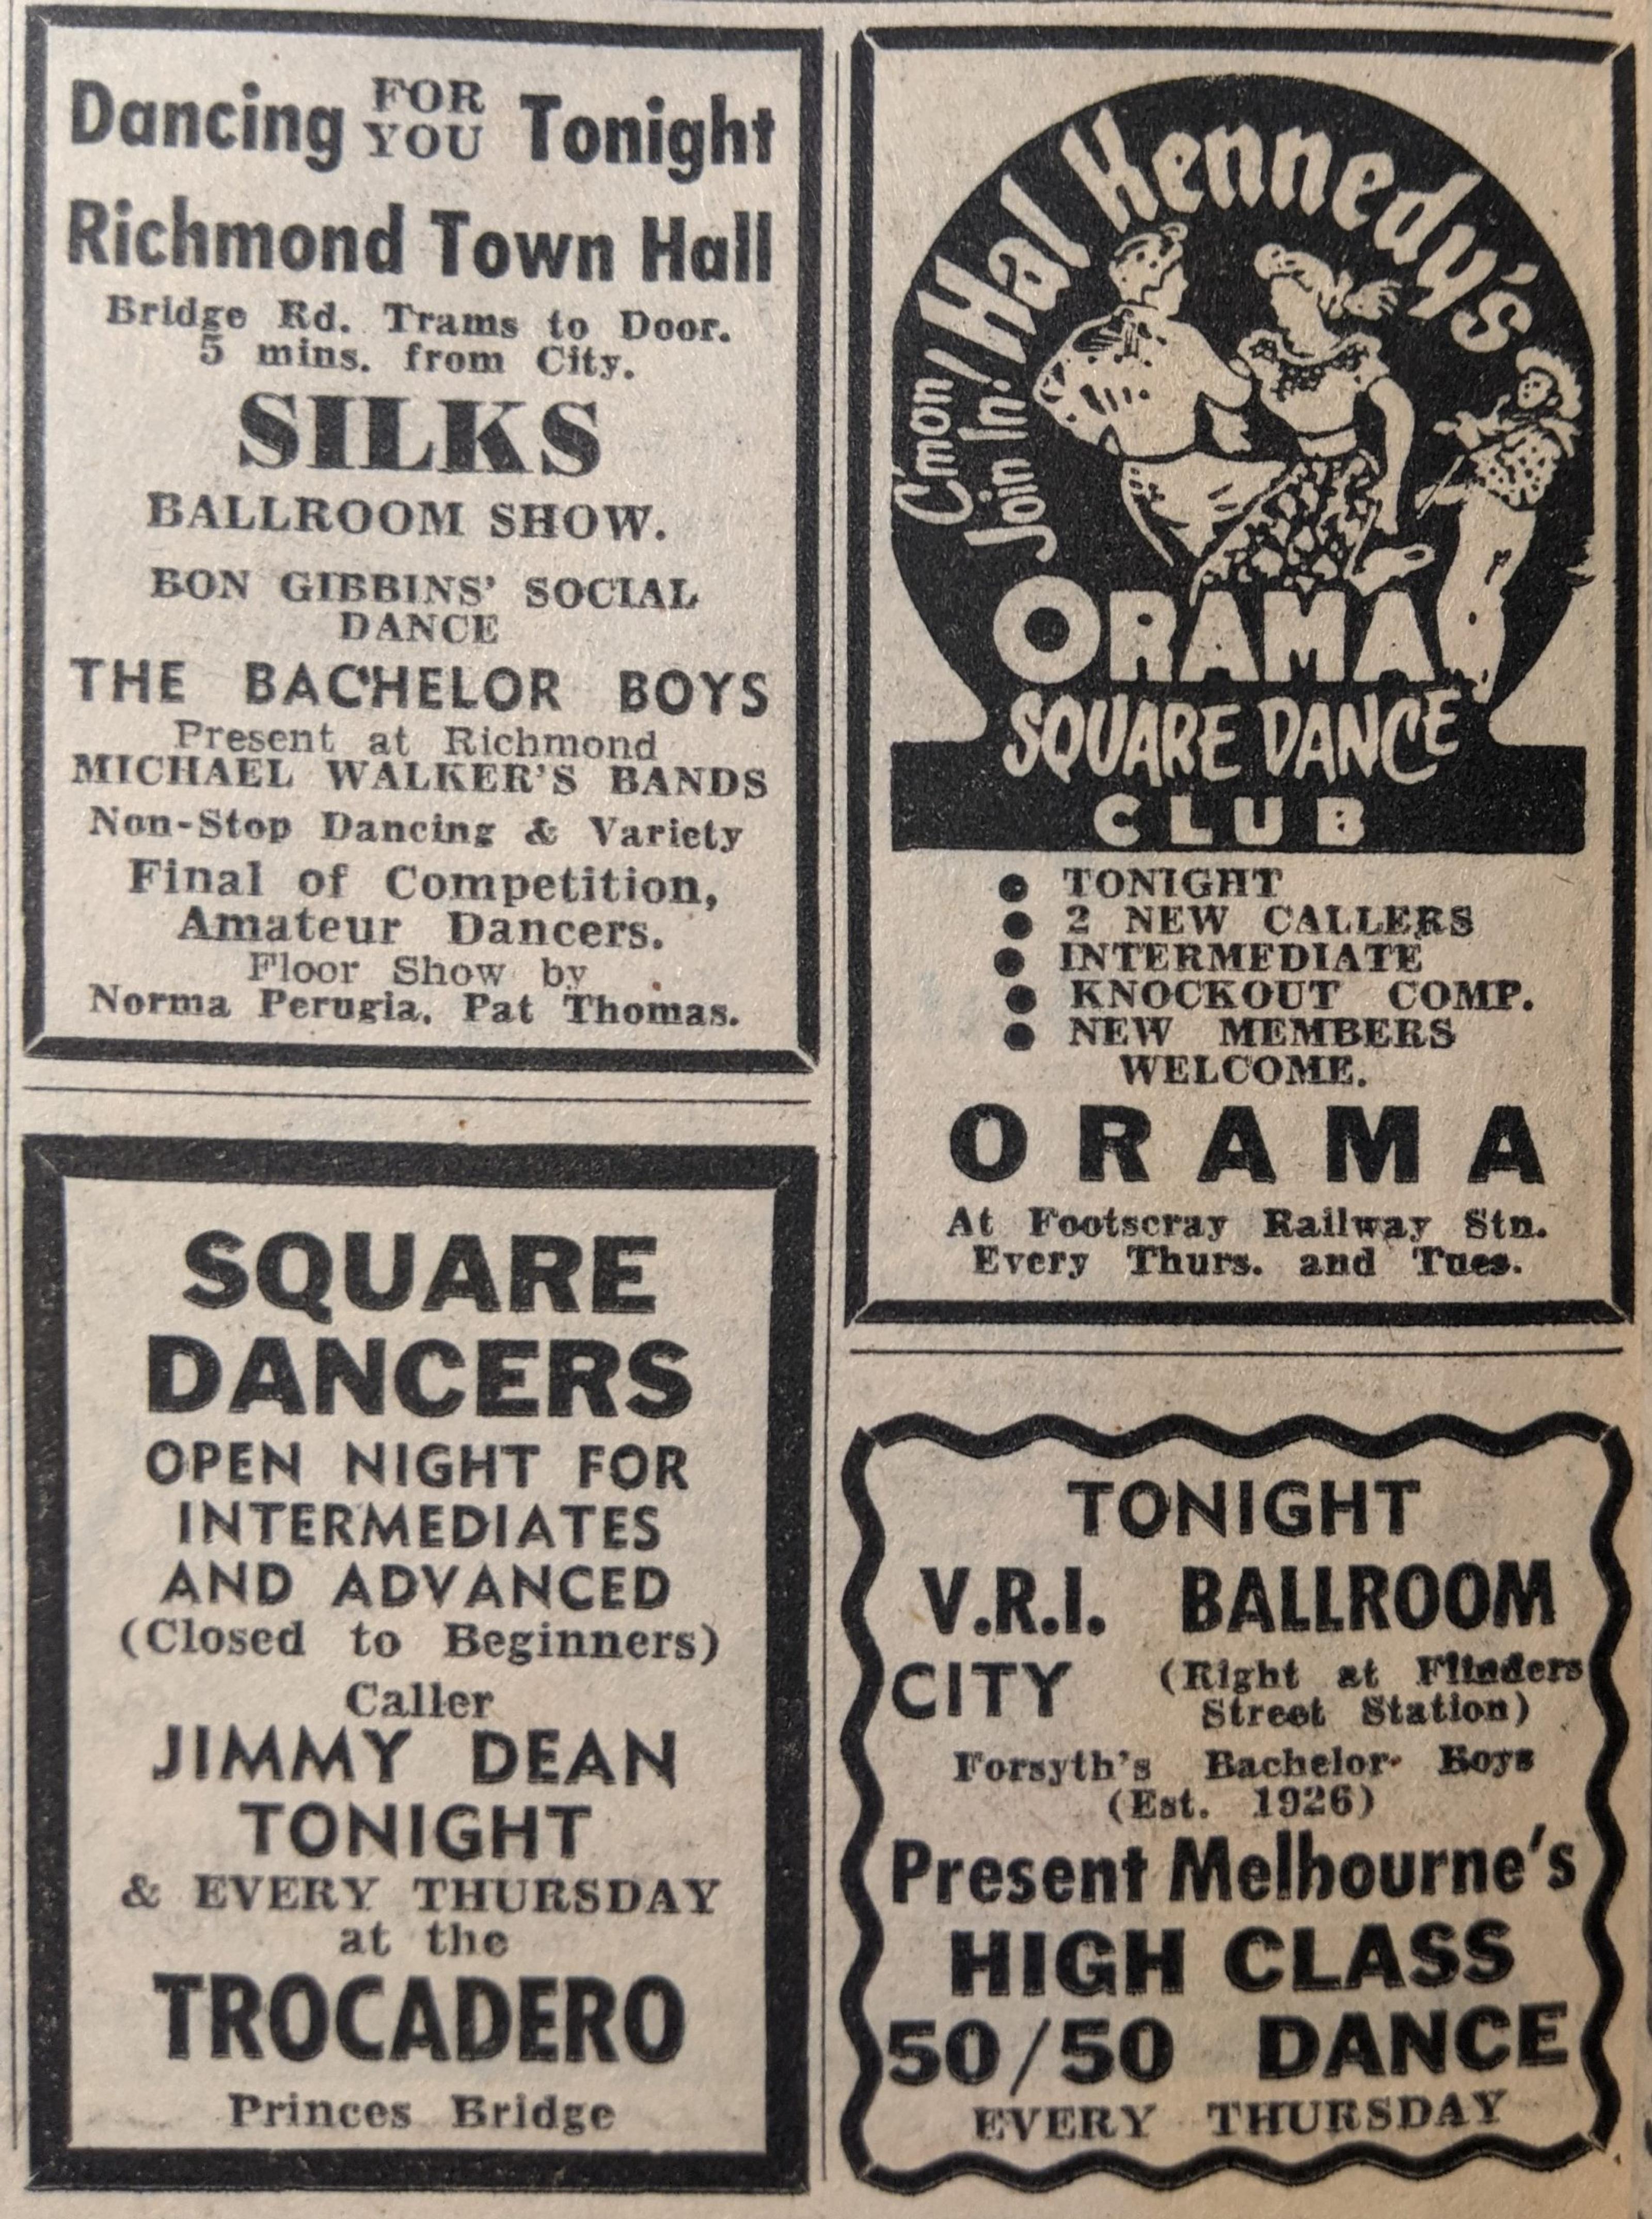 Dancing FOR YOU Tonight
Richmond Town Hall
Bridge Rd. Trams to Door.
5 mins. from City.
SILKS
BALLROOM SHOW.
BON GIBBINS' SOCIAL
DANCE
THE BACHELOR BOYS
Present at Richmond
MICHAEL WALKER'S BANDS
Non-Stop Dancing & Variety
Final of Competition,
Amateur Dancers.
Floor Show by
Norma Perugia, Pat Thomas.
SQUARE
DANCERS
OPEN NIGHT FOR
INTERMEDIATES
AND ADVANCED
(Closed to Beginners)
Caller
JIMMY DEAN
TONIGHT
& EVERY THURSDAY
at the
TROCADERO
Princes Bridge
C'mon!
Join In!
Hal Kennedy's
ORAMA
SQUARE DANCE
CLUB
● TONIGHT
● 2 NEW CALLERS
● INTERMEDIATE
● KNOCKOUT COMP.
● NEW MEMBERS
WELCOME.
ORAMA
At Footscray Railway Stn.
Every Thurs. and Tues.
TONIGHT
V.R.I. BALLROOM
CITY (Right at Flinders
Street Station)
Forsyth's Bachelor Boys
(Est. 1926)
Present Melbourne's
HIGH CLASS
50/50 DANCE
EVERY THURSDAY